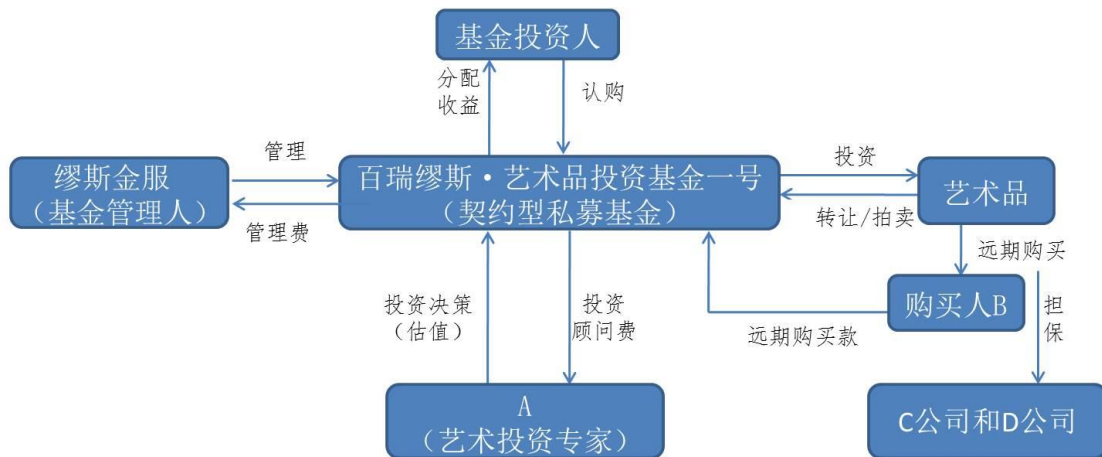 基金投资人
分配
收益
认购
缪斯金服
（基金管理人）
管理
管理费
百瑞缪斯·艺术品投资基金一号
（契约型私募基金）
投资
转让/拍卖
艺术品
远期购买
购买人B
担
保
远期购买款
投资决策
（估值）
投资
顾问费
A
（艺术投资专家）
C公司和D公司